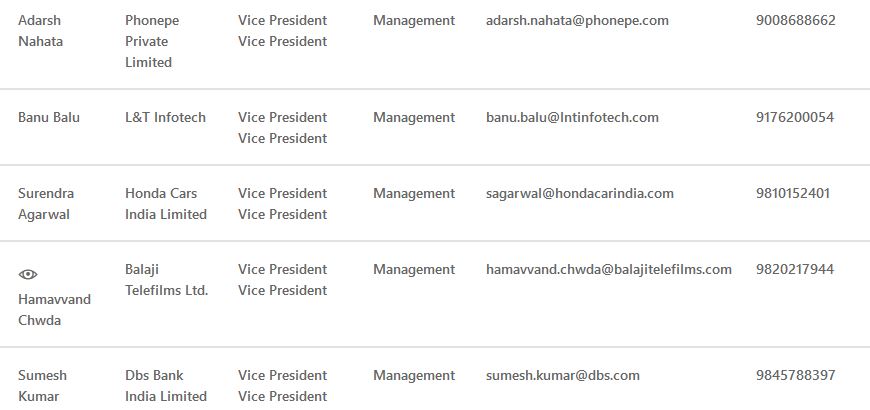 Adarsh Nahata Phonepe Private Limited Vice President Vice President Management adarsh.nahata@phonepe.com 9008688662
Banu Balu L&T Infotech Vice President Vice President Management banu.balu@lntinfotech.com 9176200054
Surendra Agarwal Honda Cars India Limited Vice President Vice President Management sagarwal@hondacarindia.com 9810152401
Hamavvand Chwda Balaji Telefilms Ltd. Vice President Vice President Management hamavvand.chwda@balajitelefilms.com 9820217944
Sumesh Kumar Dbs Bank India Limited Vice President Vice President Management sumesh.kumar@dbs.com 9845788397